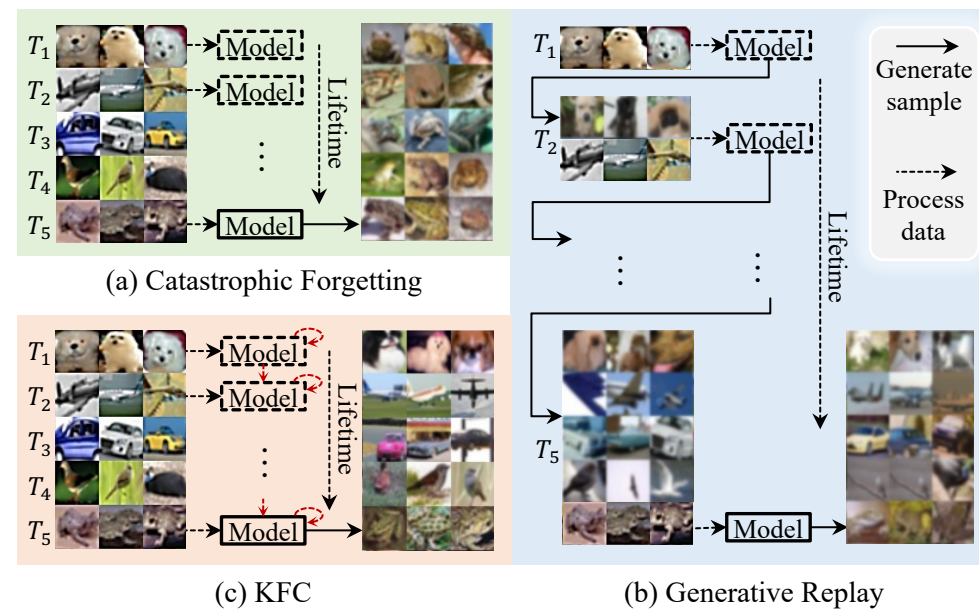 T₁
Model
T₂
Model
T₃
T₄
T₅
Model
Lifetime
(a) Catastrophic Forgetting
T₁
Model
T₂
Model
T₃
T₄
T₅
Model
Lifetime
(c) KFC
T₁
Model
T₂
Model
T₅
Model
Lifetime
(b) Generative Replay
Generate
sample
Process
data